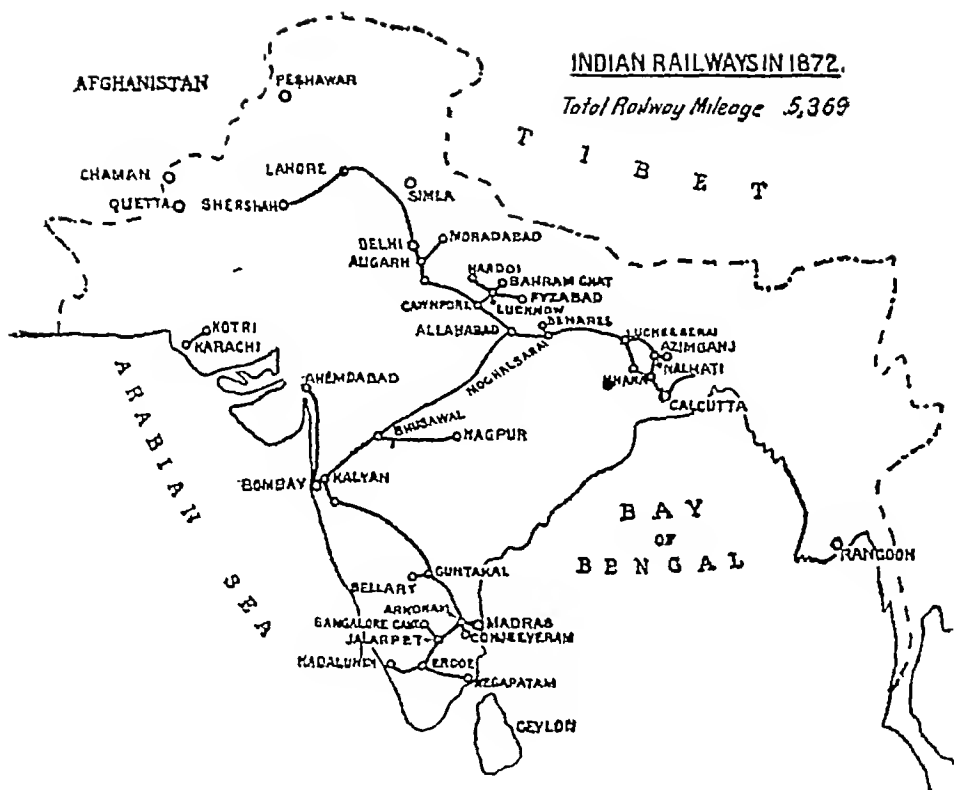 INDIAN RAILWAYS IN 1872.
Total Railway Mileage 5,369
AFGHANISTAN
PESHAWAR
TIBET
CHAMAN
LAHORE
SIMLA
QUETTA
SHERSHAH
DELHI
MORADABAD
ALIGARH
HARDOI
BAHRAM GHAT
FYZABAD
CAWNPORE
LUCKNOW
BENARES
KOTRI
ALLAHABAD
LUCKEESERAI
KARACHI
AZIMGANJ
MOGHALSARAI
NALHATI
KHANA
AHEMDABAD
CALCUTTA
ARABIAN SEA
BHUSAWAL
NAGPUR
BOMBAY
KALYAN
BAY
OF
BENGAL
RANGOON
GUNTAKAL
BELLARY
ARKONAM
BANGALORE CANT
MADRAS
CONJEEVERAM
JALARPET
ERODE
NEGAPATAM
CEYLON